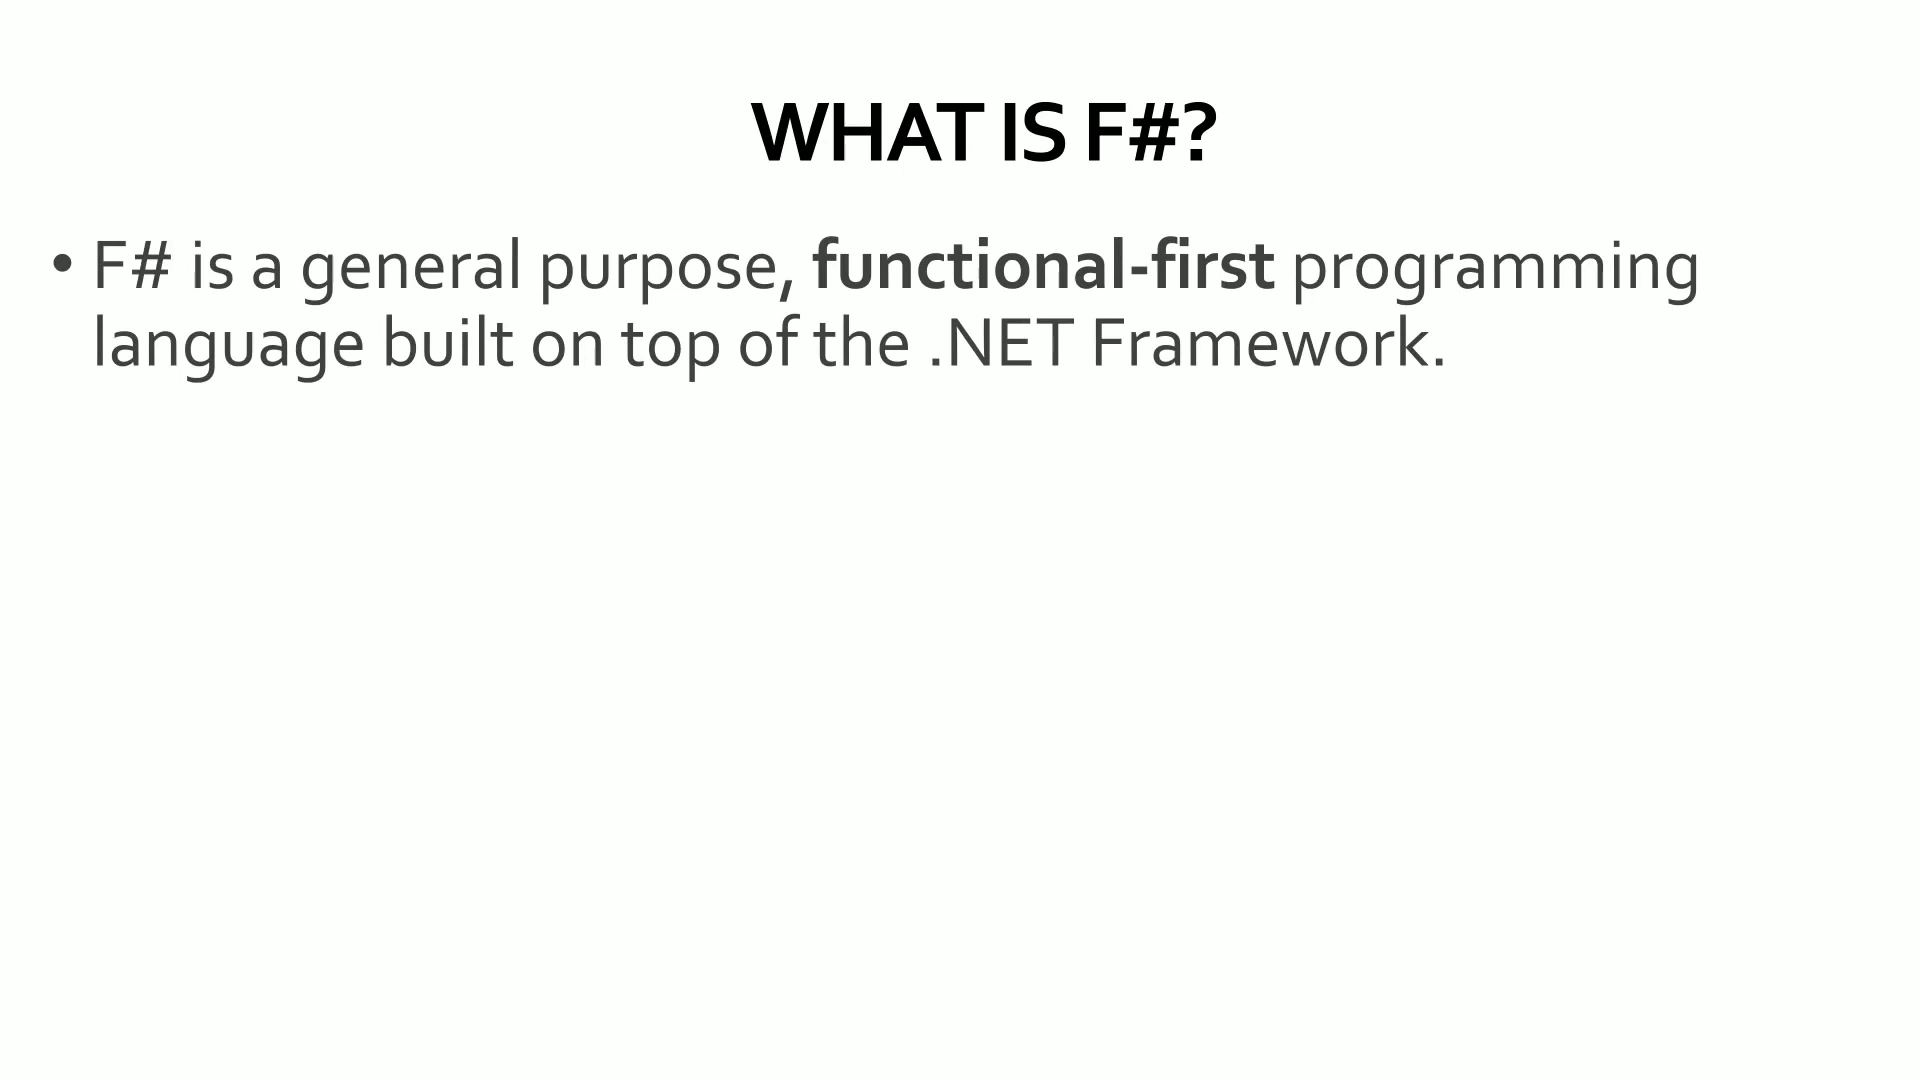 WHAT IS F#?
• F# is a general purpose, functional-first programming
language built on top of the .NET Framework.